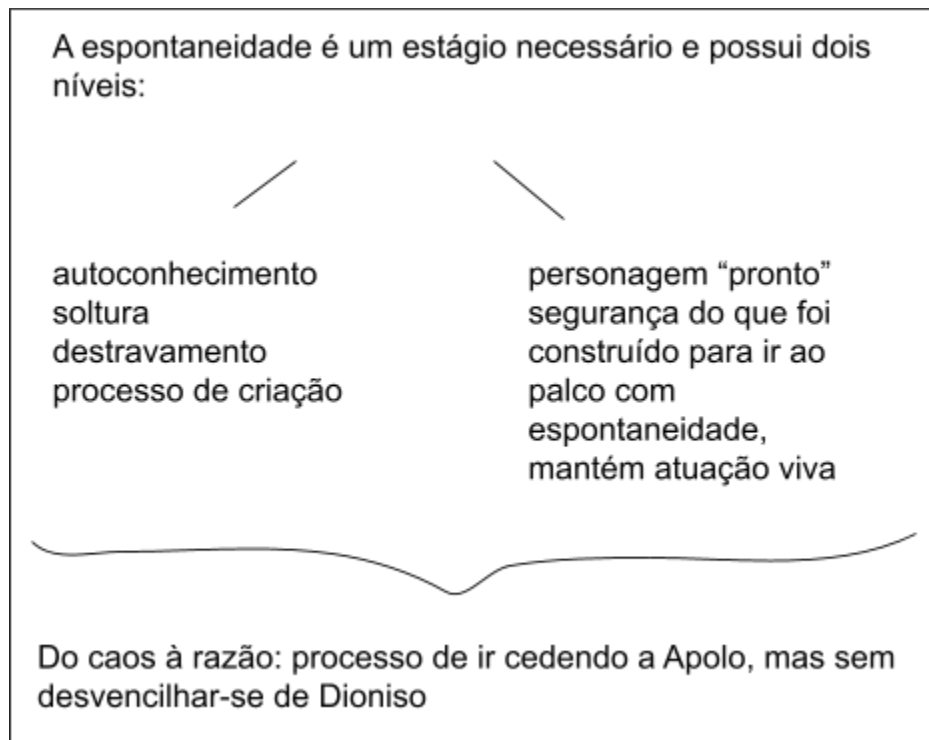 A espontaneidade é um estágio necessário e possui dois
níveis:
autoconhecimento
soltura
destravamento
processo de criação
personagem “pronto”
segurança do que foi
construído para ir ao
palco com
espontaneidade,
mantém atuação viva
Do caos à razão: processo de ir cedendo a Apolo, mas sem
desvencilhar-se de Dioniso